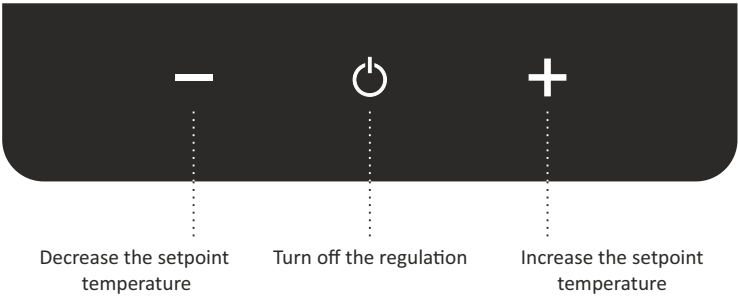 Decrease the setpoint
temperature
Turn off the regulation
Increase the setpoint
temperature